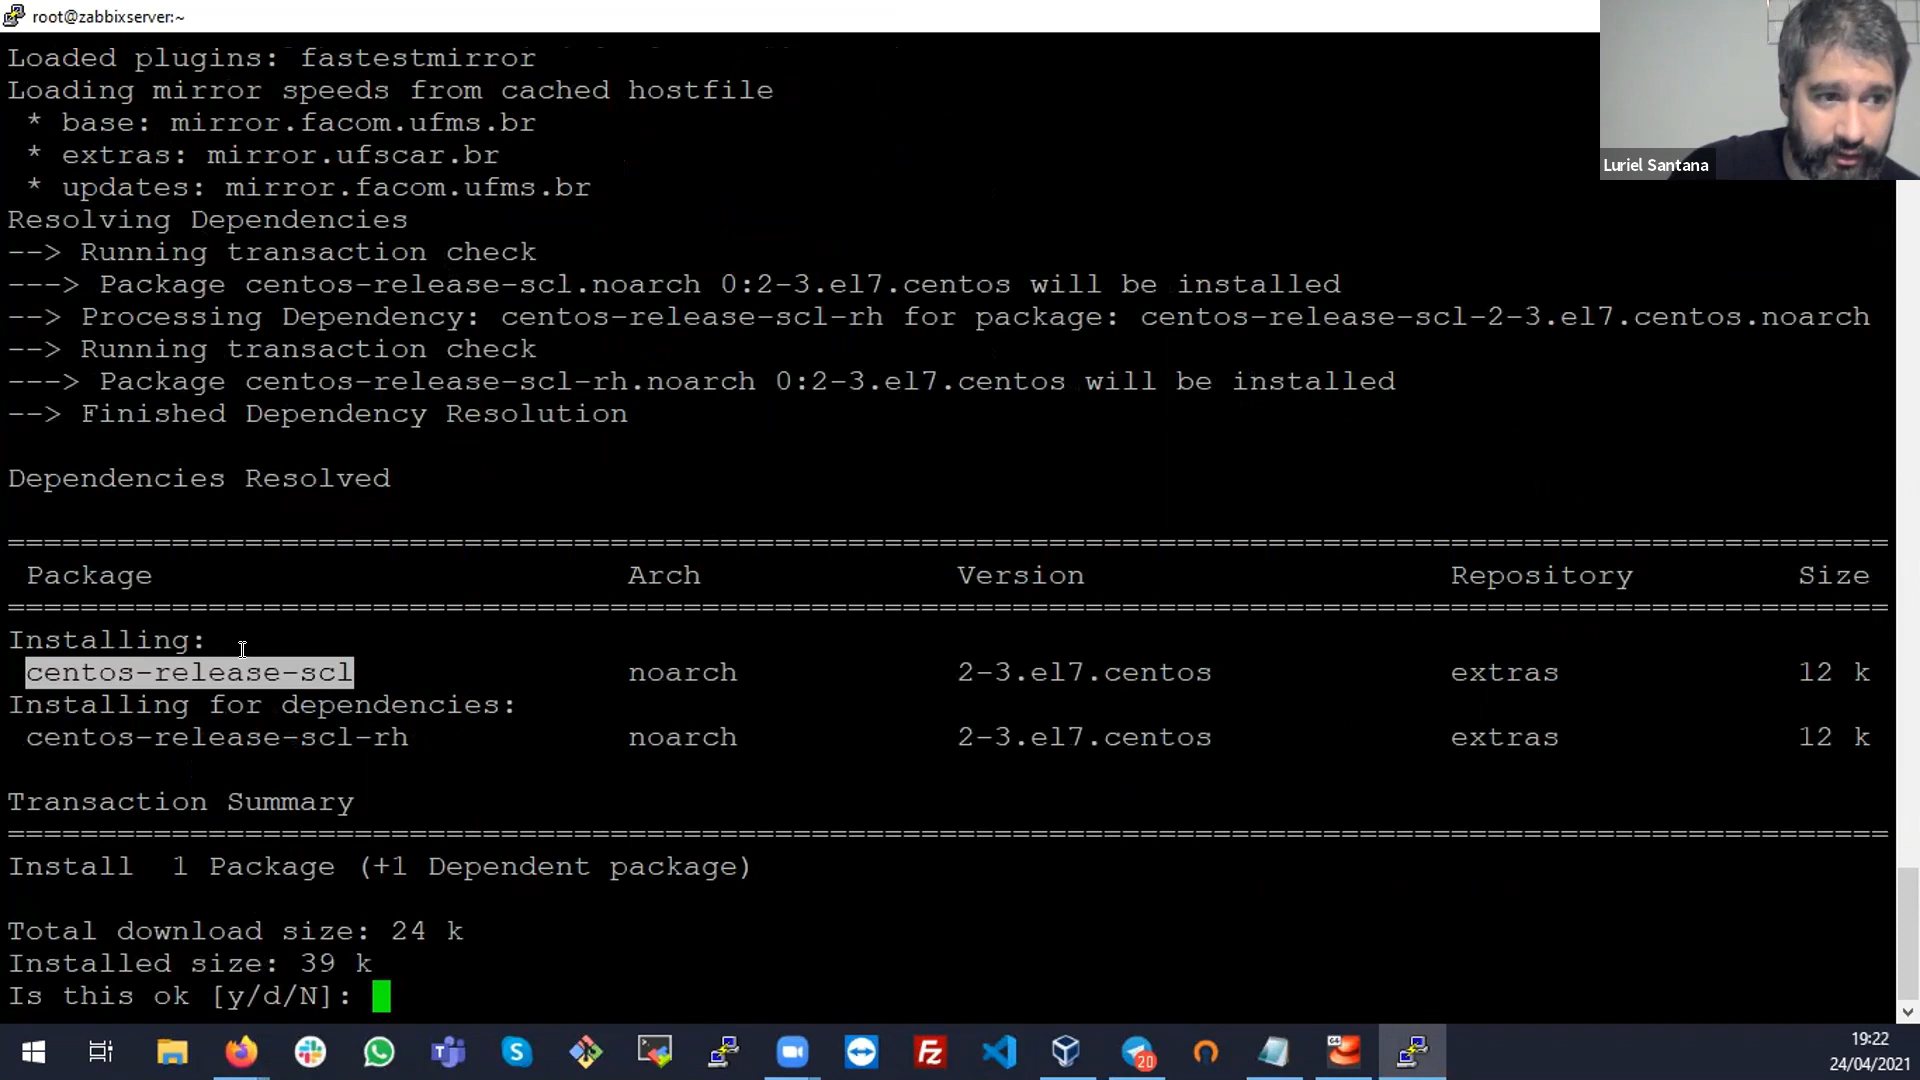 root@zabbixserver:~
Loaded plugins: fastestmirror
Loading mirror speeds from cached hostfile
 * base: mirror.facom.ufms.br
 * extras: mirror.ufscar.br
 * updates: mirror.facom.ufms.br
Resolving Dependencies
--> Running transaction check
---> Package centos-release-scl.noarch 0:2-3.el7.centos will be installed
--> Processing Dependency: centos-release-scl-rh for package: centos-release-scl-2-3.el7.centos.noarch
--> Running transaction check
---> Package centos-release-scl-rh.noarch 0:2-3.el7.centos will be installed
--> Finished Dependency Resolution
Dependencies Resolved
================================================================================
Package Arch Version Repository Size
================================================================================
Installing:
centos-release-scl noarch 2-3.el7.centos extras 12 k
Installing for dependencies:
centos-release-scl-rh noarch 2-3.el7.centos extras 12 k
Transaction Summary
================================================================================
Install 1 Package (+1 Dependent package)
Total download size: 24 k
Installed size: 39 k
Is this ok [y/d/N]:
Luriel Santana
20
64
19:22
24/04/2021